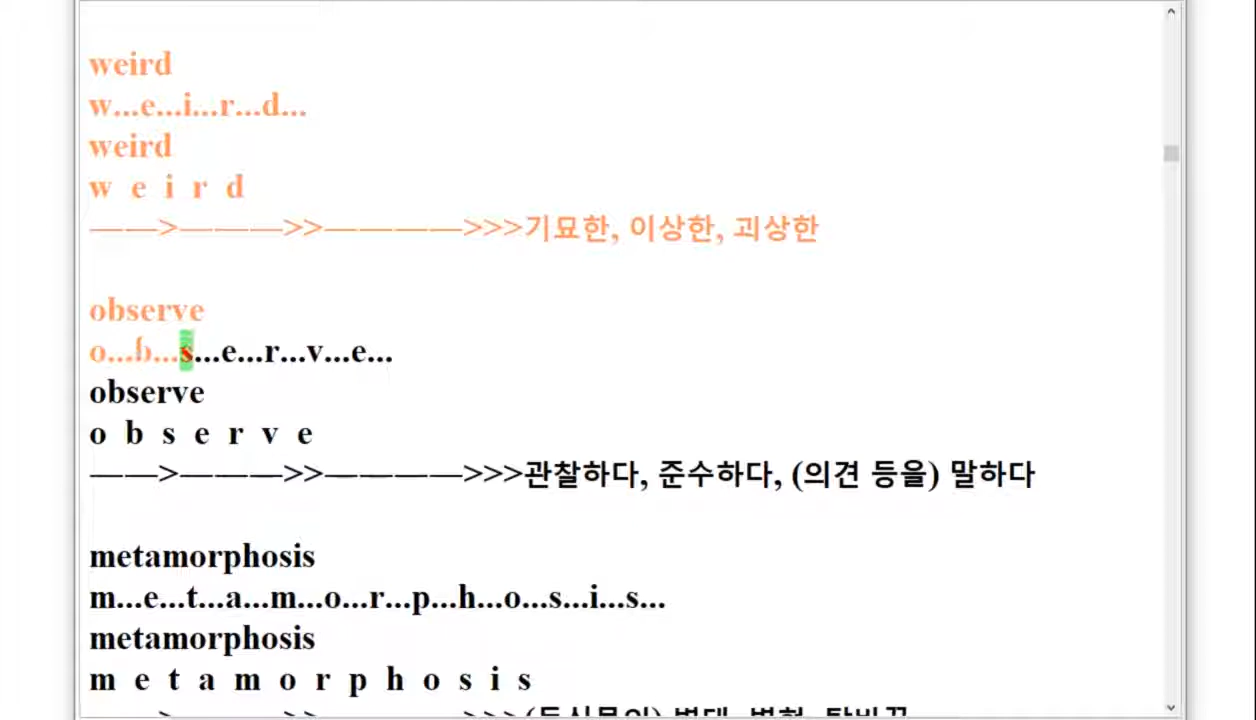 weird
w...e...i...r...d...
weird
w e i r d
——>———>>————>>>기묘한, 이상한, 괴상한
observe
o...b...s...e...r...v...e...
observe
o b s e r v e
——>———>>————>>>관찰하다, 준수하다, (의견 등을) 말하다
metamorphosis
m...e...t...a...m...o...r...p...h...o...s...i...s...
metamorphosis
m e t a m o r p h o s i s